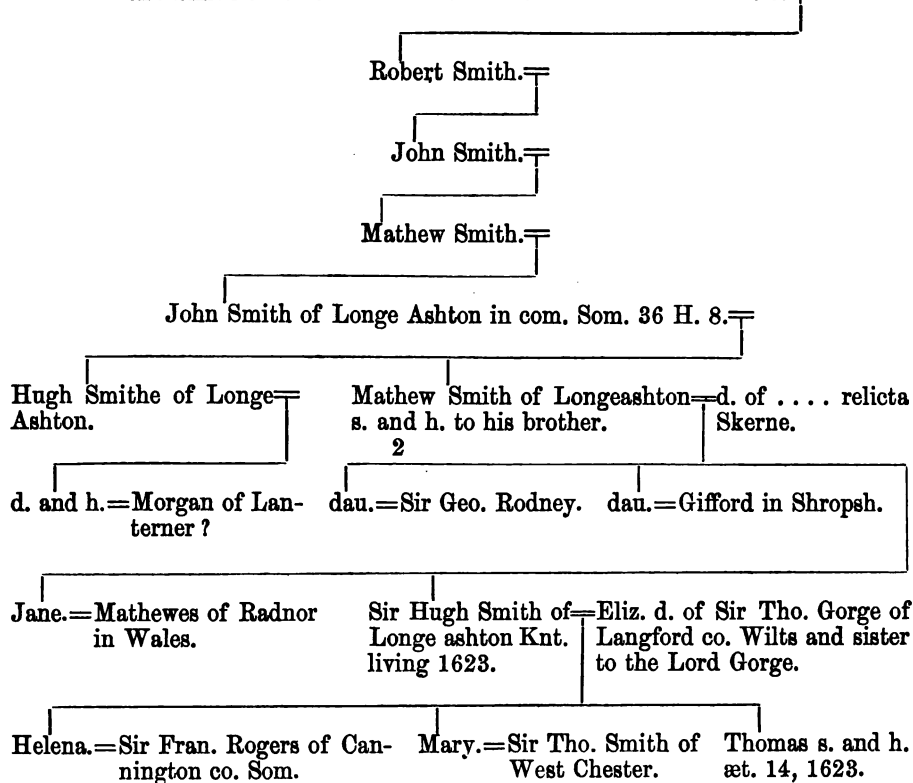 Robert Smith.
John Smith.
Mathew Smith.
John Smith of Longe Ashton in com. Som. 36 H. 8.
Hugh Smithe of Longe
Ashton.
Mathew Smith of Longeashton=d. of .... relicta
s. and h. to his brother. Skerne.
2
d. and h.=Morgan of Lan-
terner ?
dau.=Sir Geo. Rodney. dau.=Gifford in Shropsh.
Jane.=Mathewes of Radnor
in Wales.
Sir Hugh Smith of=Eliz. d. of Sir Tho. Gorge of
Longe ashton Knt. Langford co. Wilts and sister
living 1623. to the Lord Gorge.
Helena.=Sir Fran. Rogers of Can-
nington co. Som.
Mary.=Sir Tho. Smith of
West Chester.
Thomas s. and h.
æt. 14, 1623.